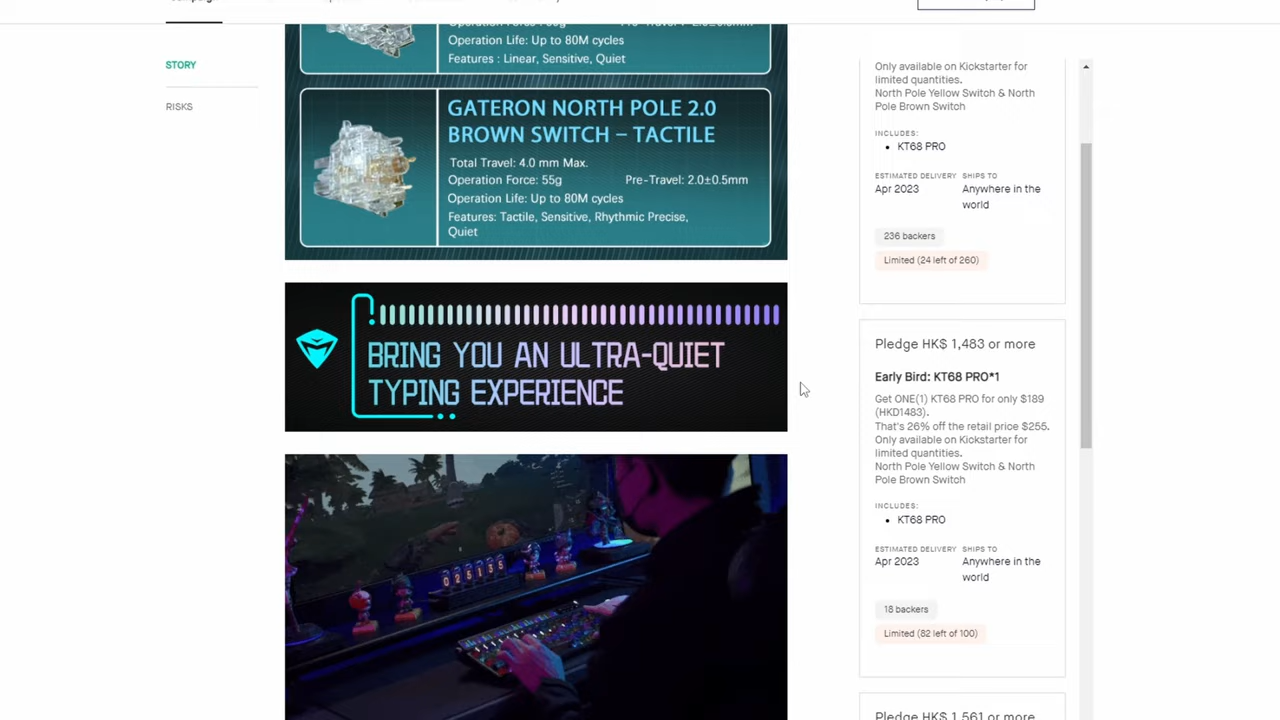 STORY
RISKS
Operation Life: Up to 80M cycles
Features : Linear, Sensitive, Quiet
GATERON NORTH POLE 2.0
BROWN SWITCH – TACTILE
Total Travel: 4.0 mm Max.
Operation Force: 55g Pre-Travel: 2.0±0.5mm
Operation Life: Up to 80M cycles
Features: Tactile, Sensitive, Rhythmic Precise,
Quiet
BRING YOU AN ULTRA-QUIET
TYPING EXPERIENCE
025135
Only available on Kickstarter for
limited quantities.
North Pole Yellow Switch & North
Pole Brown Switch
INCLUDES:
• KT68 PRO
ESTIMATED DELIVERY SHIPS TO
Apr 2023 Anywhere in the
world
236 backers
Limited (24 left of 260)
Pledge HK$ 1,483 or more
Early Bird: KT68 PRO*1
Get ONE(1) KT68 PRO for only $189
(HKD1483).
That's 26% off the retail price $255.
Only available on Kickstarter for
limited quantities.
North Pole Yellow Switch & North
Pole Brown Switch
INCLUDES:
• KT68 PRO
ESTIMATED DELIVERY SHIPS TO
Apr 2023 Anywhere in the
world
18 backers
Limited (82 left of 100)
Pledge HK$ 1,561 or more